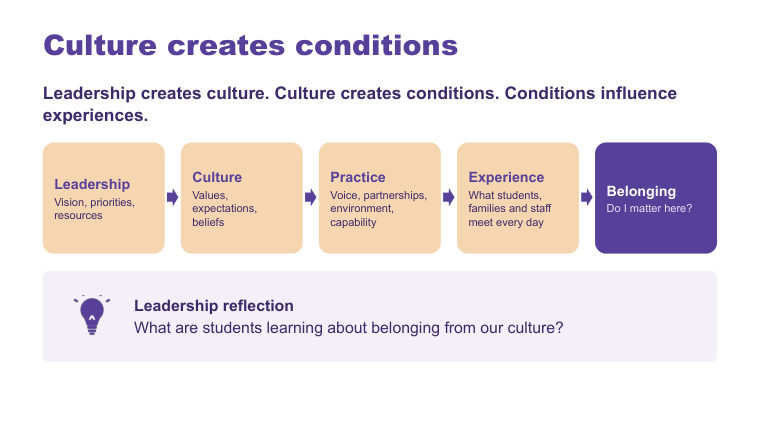 Culture creates conditions
Leadership creates culture. Culture creates conditions. Conditions influence
experiences.
Leadership
Vision, priorities,
resources
Culture
Values,
expectations,
beliefs
Practice
Voice, partnerships,
environment,
capability
Experience
What students,
families and staff
meet every day
Belonging
Do I matter here?
Leadership reflection
What are students learning about belonging from our culture?